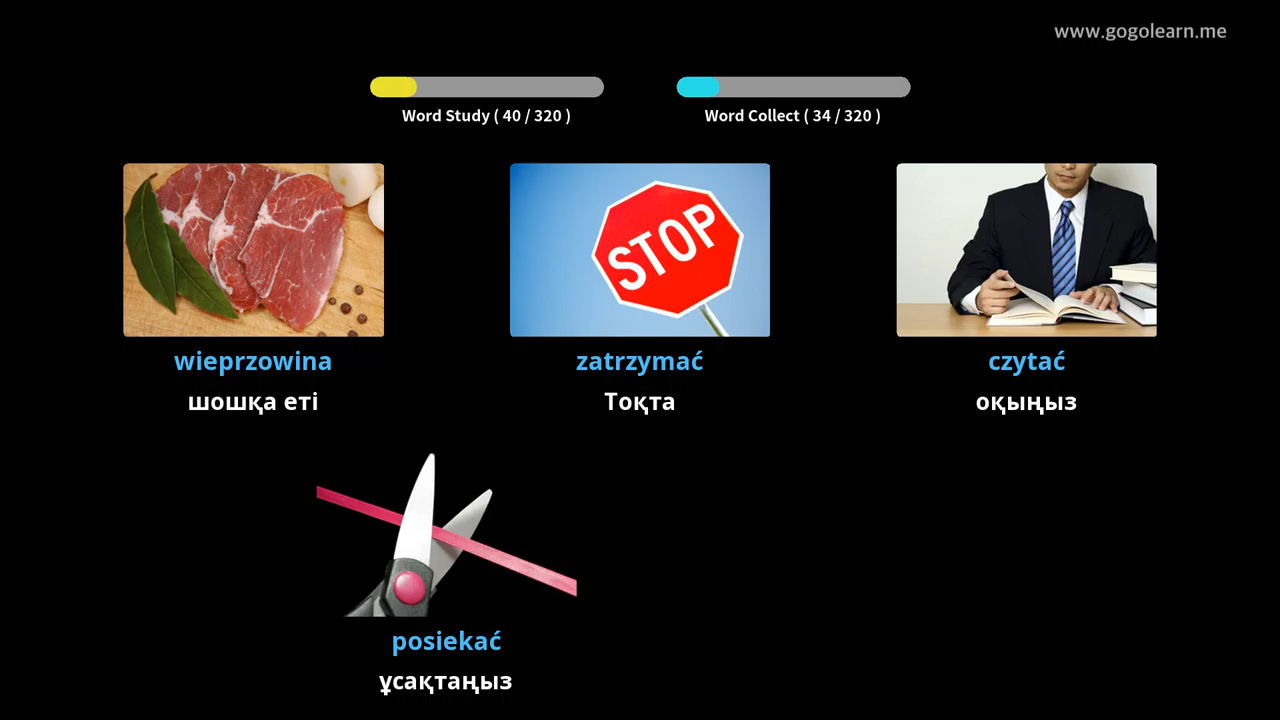 www.gogolearn.me
Word Study ( 40 / 320 )
Word Collect ( 34 / 320 )
STOP
wieprzowina
zatrzymać
czytać
шошқа еті
Тоқта
оқыңыз
posiekać
ұсақтаңыз